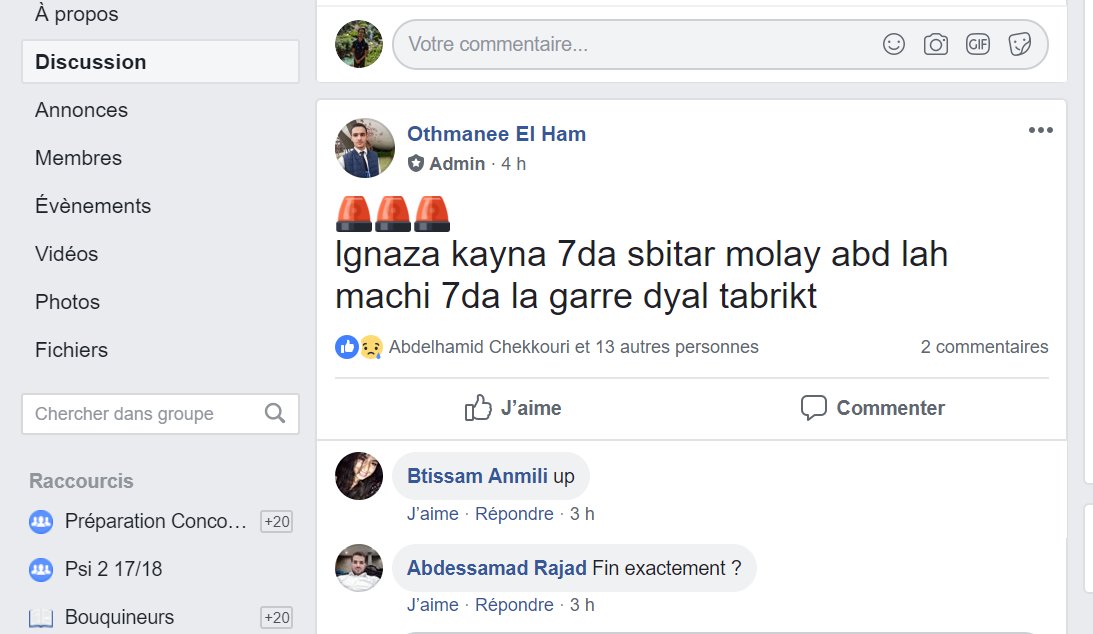 À propos
Discussion
Annonces
Membres
Évènements
Vidéos
Photos
Fichiers
Chercher dans groupe
Raccourcis
Préparation Conco... +20
Psi 2 17/18
Bouquineurs +20
Votre commentaire...
GIF
Othmanee El Ham
Admin · 4 h
lgnaza kayna 7da sbitar molay abd lah
machi 7da la garre dyal tabrikt
Abdelhamid Chekkouri et 13 autres personnes
2 commentaires
J’aime
Commenter
Btissam Anmili up
J’aime · Répondre · 3 h
Abdessamad Rajad Fin exactement ?
J’aime · Répondre · 3 h